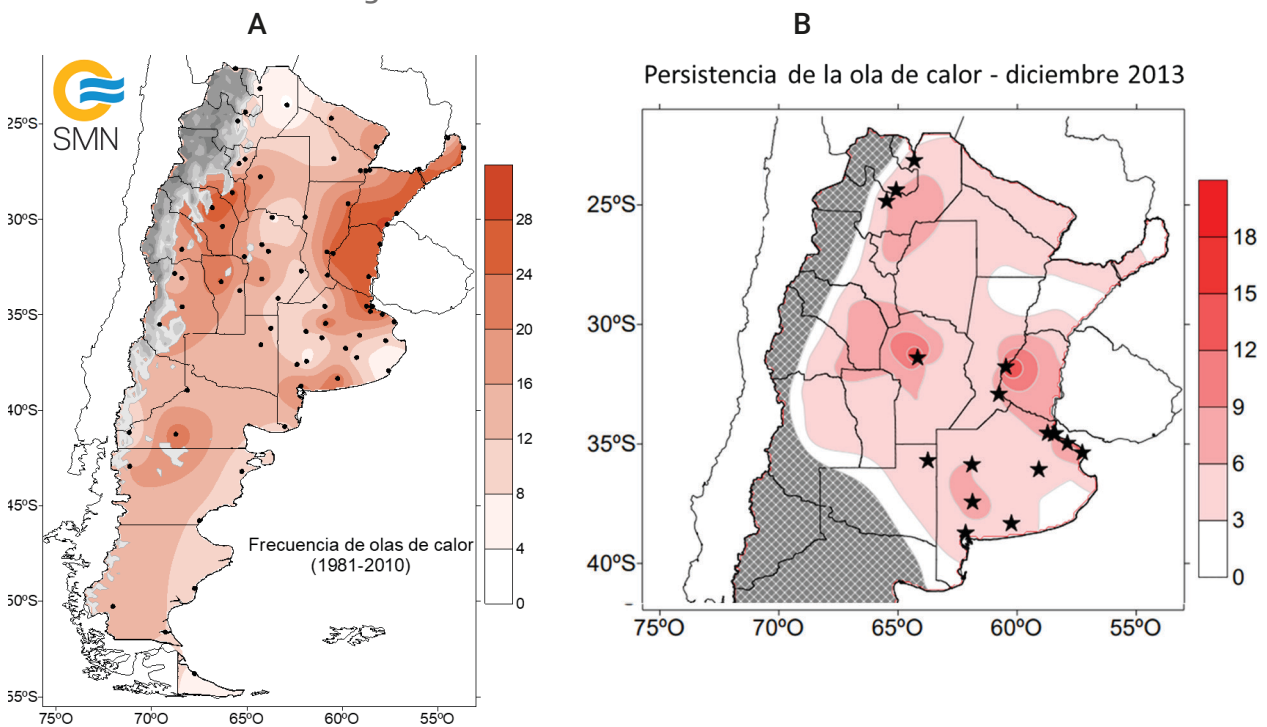 A
B
SMN
Persistencia de la ola de calor - diciembre 2013
25ºS
30ºS
35ºS
40ºS
45ºS
50ºS
55ºS
28
24
20
16
12
8
4
0
Frecuencia de olas de calor
(1981-2010)
75ºO
70ºO
65ºO
60ºO
55ºO
25ºS
30ºS
35ºS
40ºS
18
15
12
9
6
3
0
75ºO
70ºO
65ºO
60ºO
55ºO